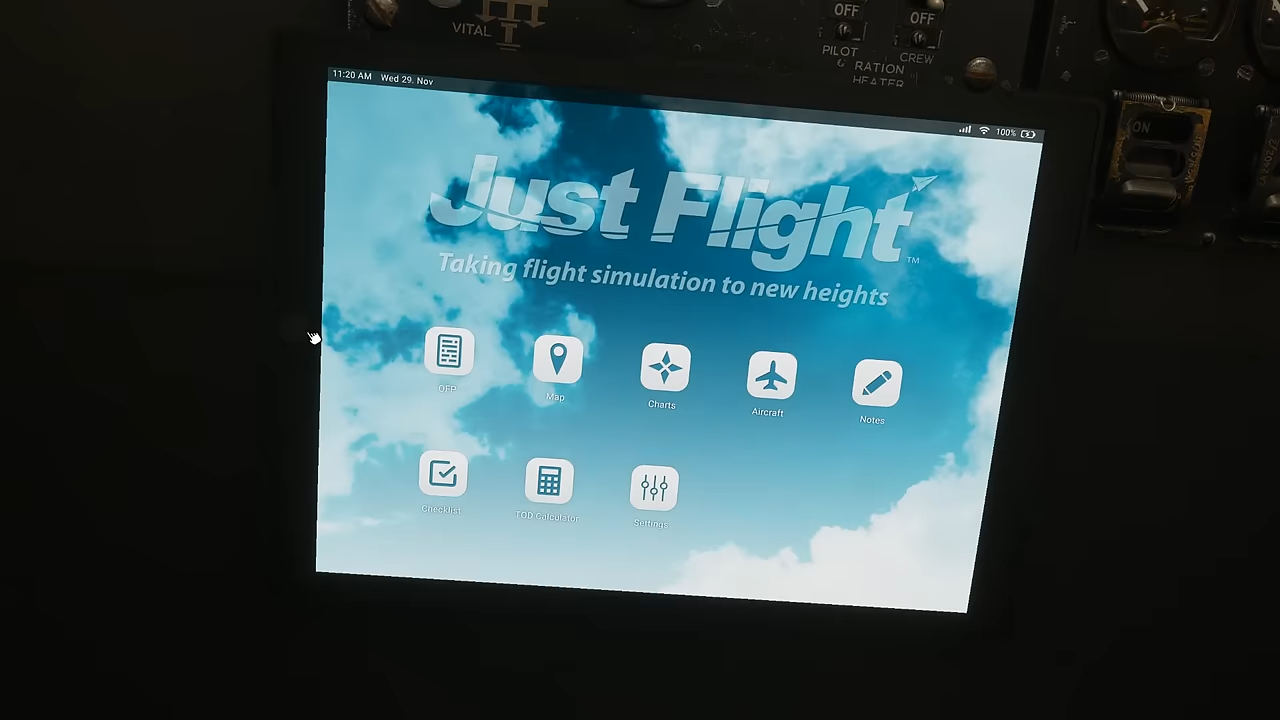 OFF
OFF
VITAL
PILOT
CREW
RATION
HEATER
ON
11:20 AM Wed 29. Nov
100%
Just Flight
TM
Taking flight simulation to new heights
OFP
Map
Charts
Aircraft
Notes
Checklist
TOD Calculator
Settings